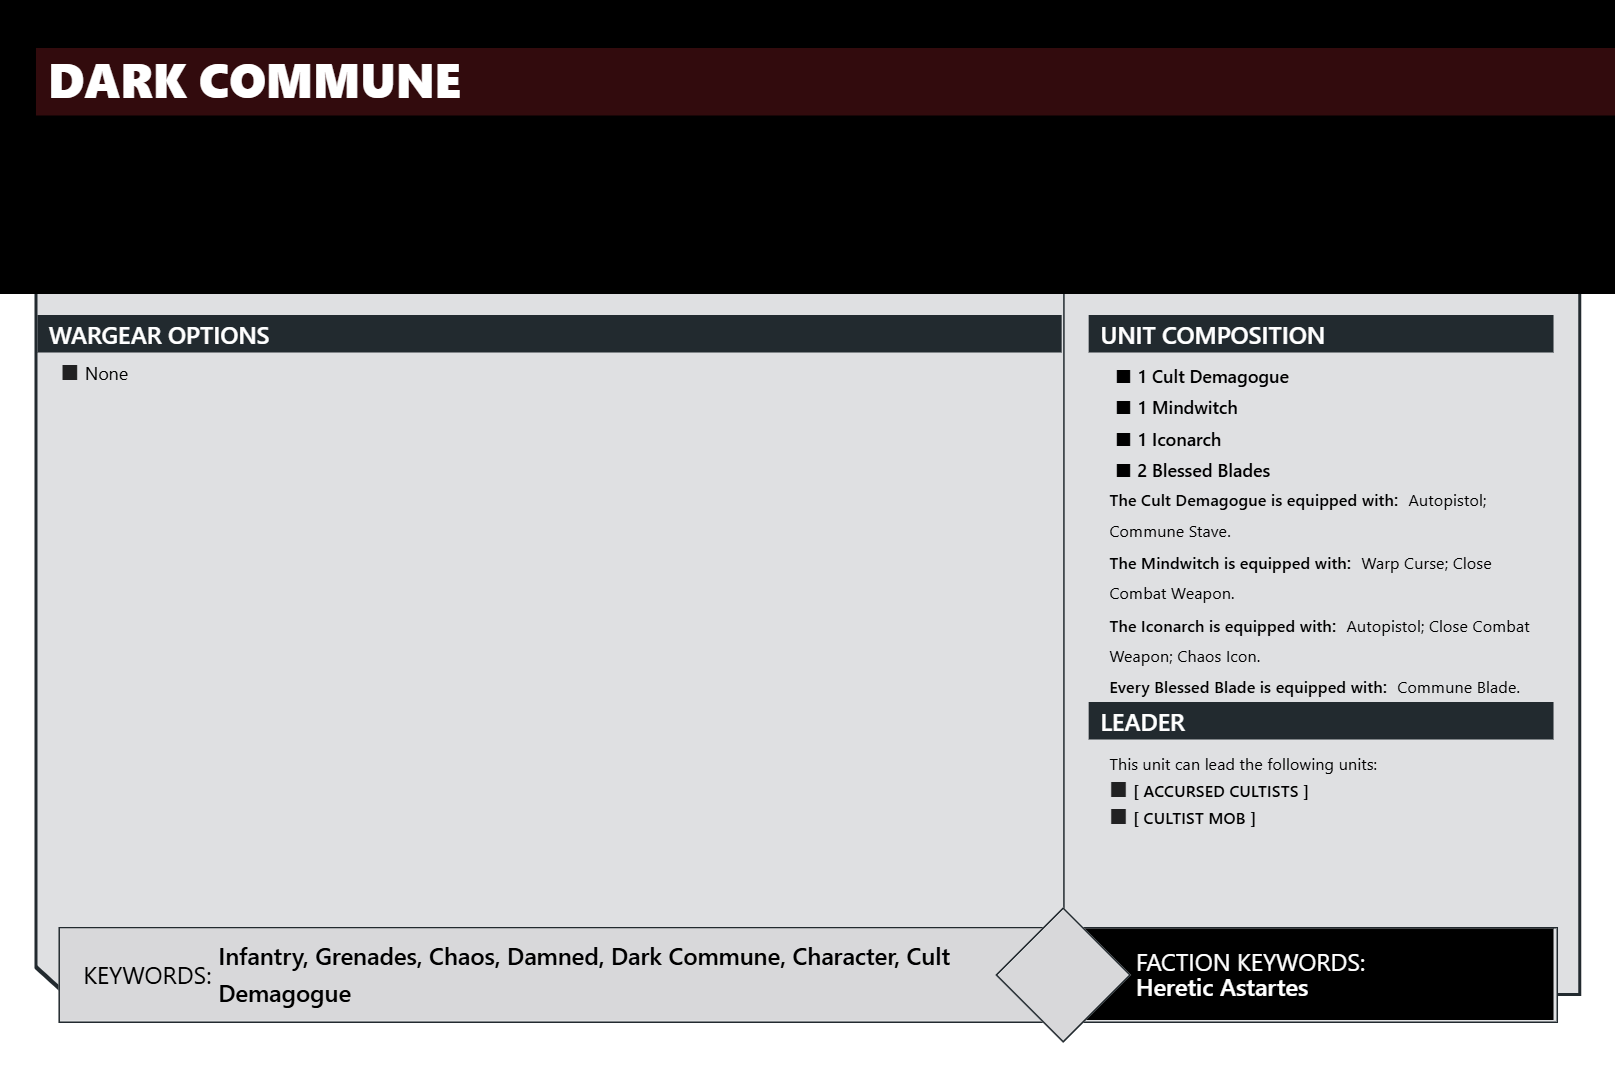 DARK COMMUNE
WARGEAR OPTIONS
None
UNIT COMPOSITION
1 Cult Demagogue
1 Mindwitch
1 Iconarch
2 Blessed Blades
The Cult Demagogue is equipped with: Autopistol;
Commune Stave.
The Mindwitch is equipped with: Warp Curse; Close
Combat Weapon.
The Iconarch is equipped with: Autopistol; Close Combat
Weapon; Chaos Icon.
Every Blessed Blade is equipped with: Commune Blade.
LEADER
This unit can lead the following units:
[ ACCURSED CULTISTS ]
[ CULTIST MOB ]
KEYWORDS: Infantry, Grenades, Chaos, Damned, Dark Commune, Character, Cult
Demagogue
FACTION KEYWORDS:
Heretic Astartes